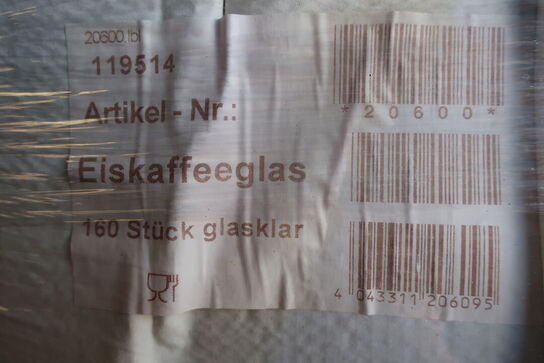 20600.lbl
119514
Artikel - Nr.:
*20600*
Eiskaffeeglas
160 Stück glasklar
4 043311 206095